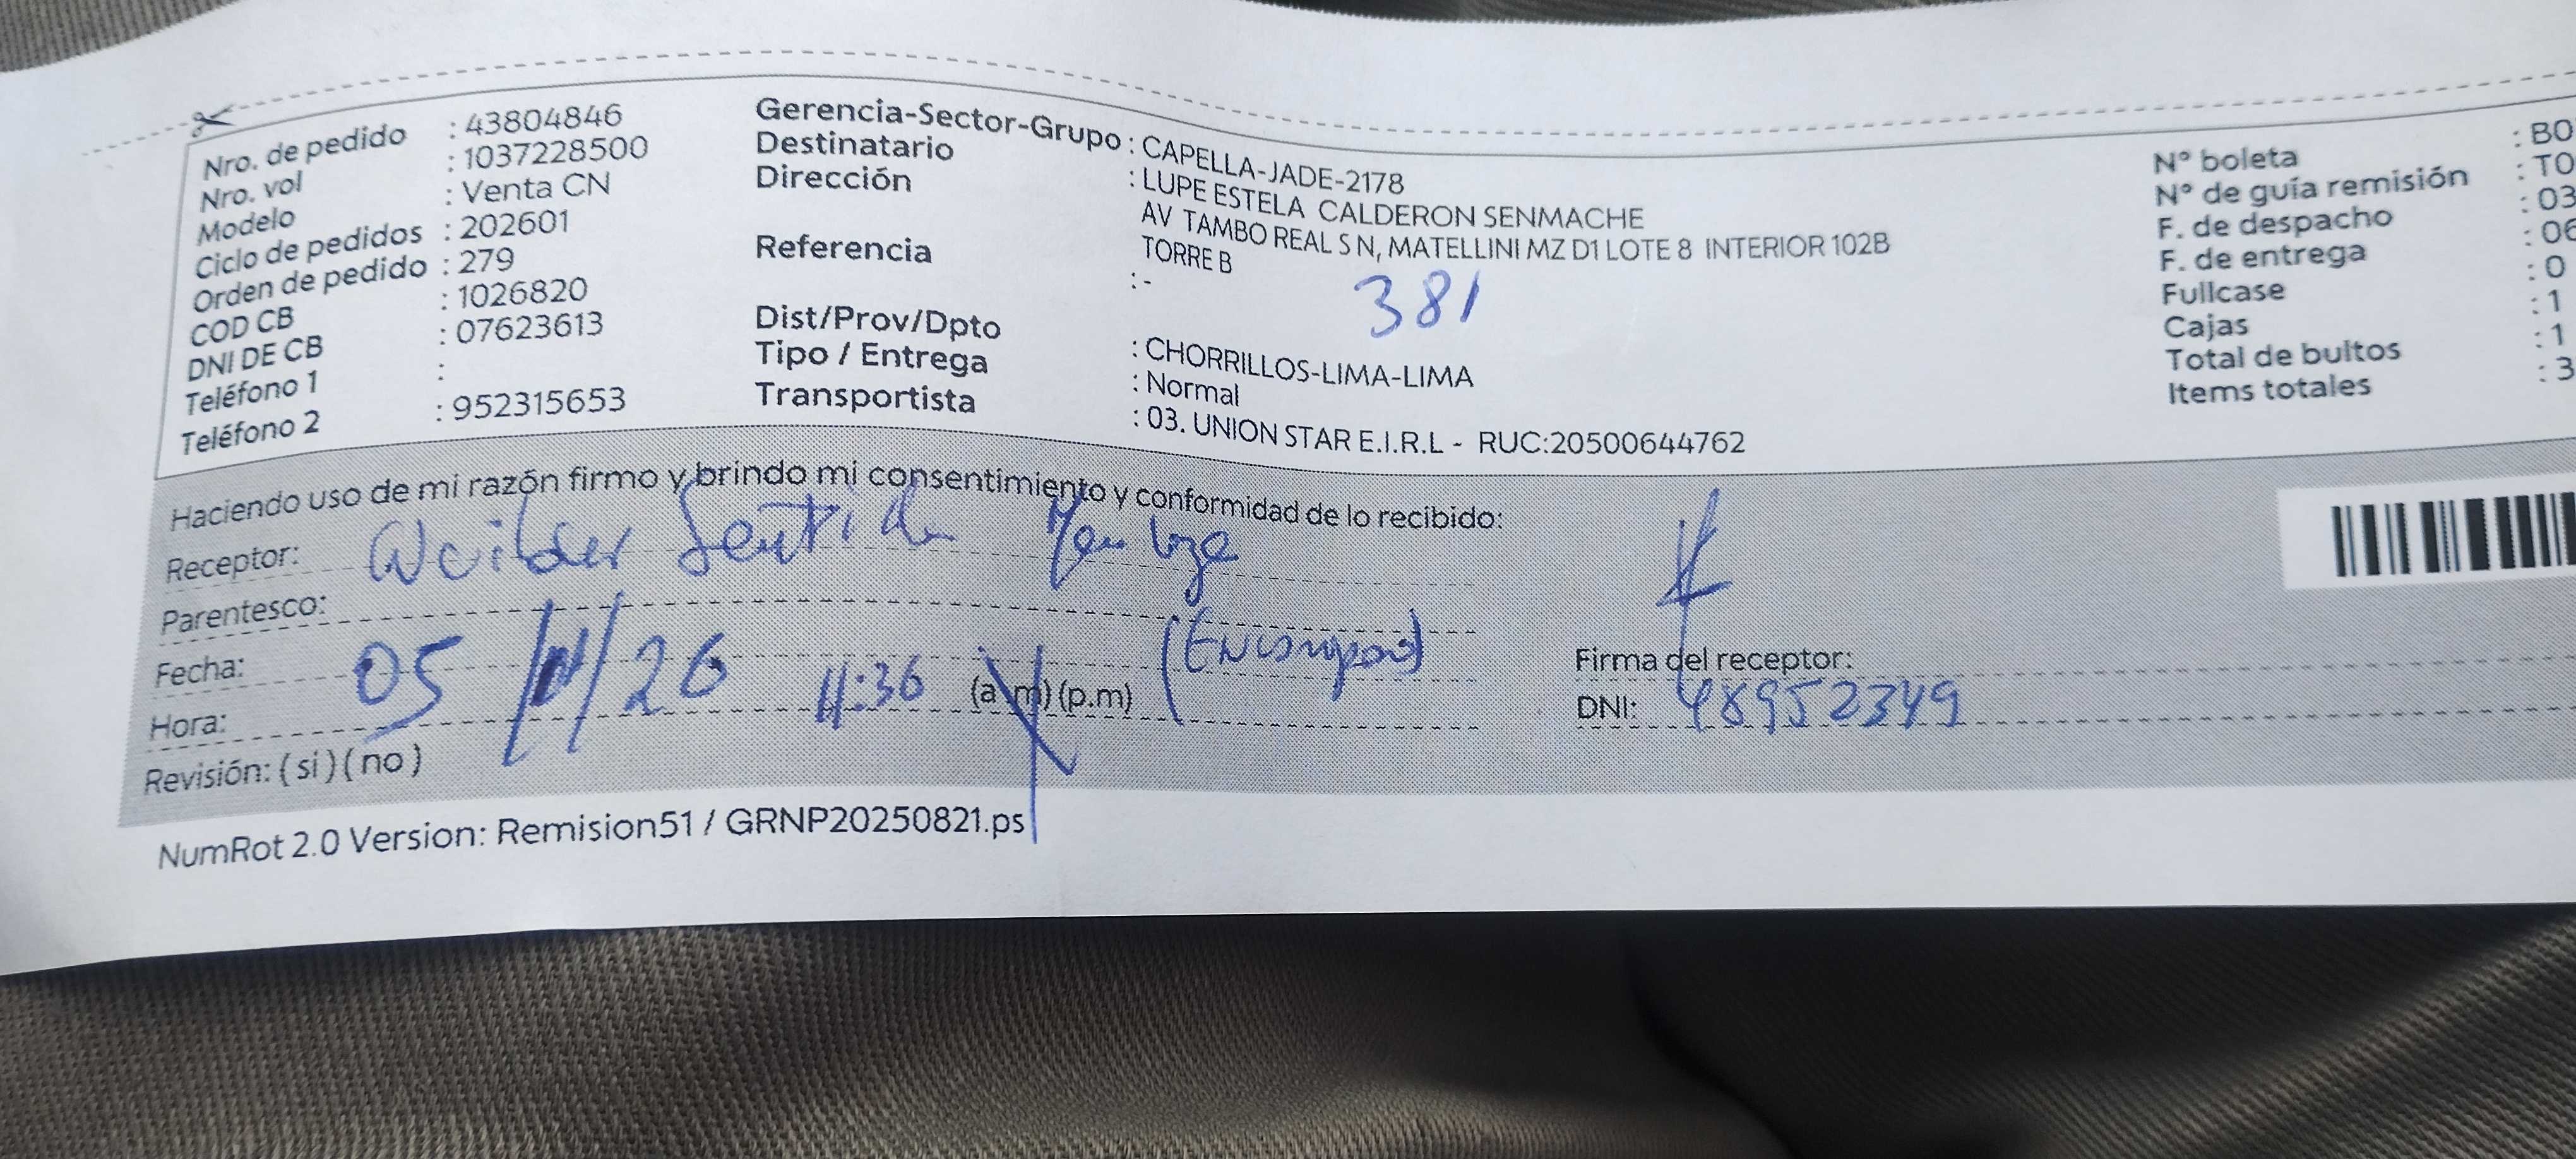 Nro. de pedido : 43804846
Nro. vol : 1037228500
Modelo : Venta CN
Ciclo de pedidos : 202601
Orden de pedido : 279
COD CB : 1026820
DNI DE CB : 07623613
Teléfono 1 :
Teléfono 2 : 952315653
Gerencia-Sector-Grupo : CAPELLA-JADE-2178
Destinatario : LUPE ESTELA CALDERON SENMACHE
Dirección AV TAMBO REAL S N, MATELLINI MZ D1 LOTE 8 INTERIOR 102B
TORRE B
Referencia : -
381
Dist/Prov/Dpto : CHORRILLOS-LIMA-LIMA
Tipo / Entrega : Normal
Transportista : 03. UNION STAR E.I.R.L - RUC:20500644762
N° boleta : BO
N° de guía remisión : TO
F. de despacho : 03
F. de entrega : 06
Fullcase : 0
Cajas : 1
Total de bultos : 1
Items totales : 3
Haciendo uso de mi razón firmo y brindo mi consentimiento y conformidad de lo recibido:
Receptor:
Parentesco:
Fecha: 05 / 01 / 26
Hora: 11:36 (a.m) (p.m)
Revisión: ( si ) ( no )
Firma del receptor:
DNI: 48952349
NumRot 2.0 Version: Remision51 / GRNP20250821.ps